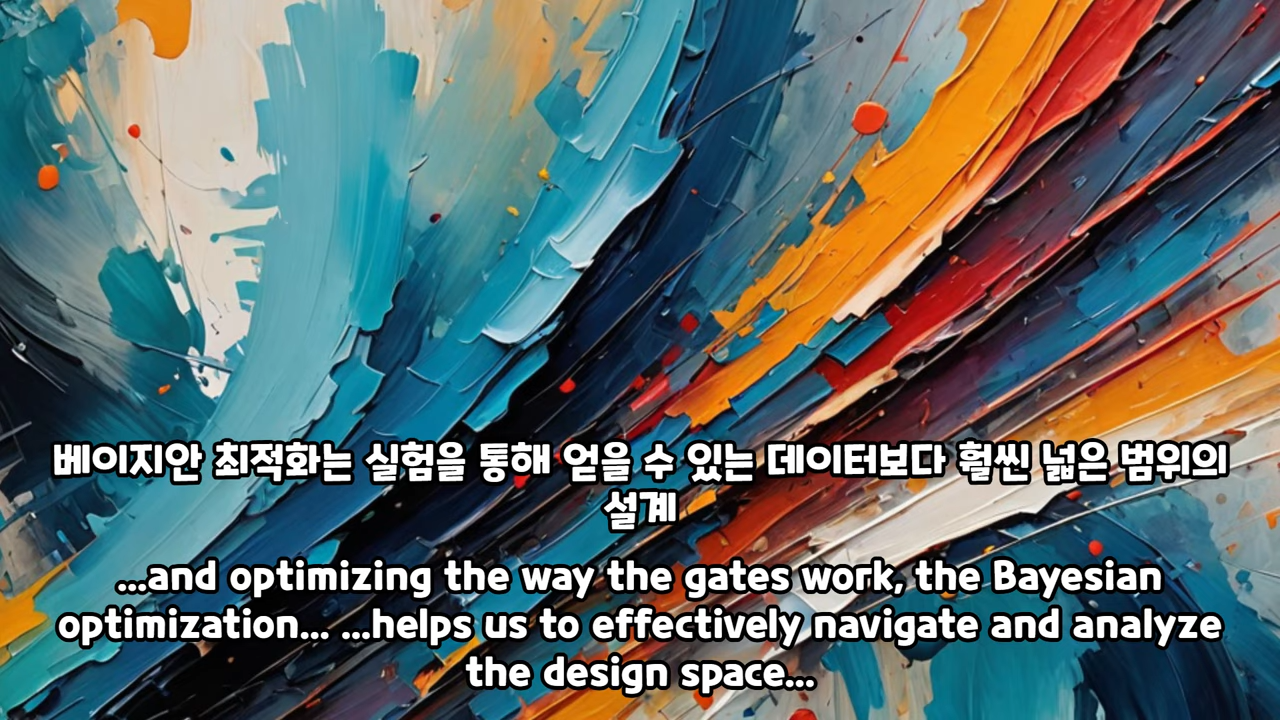 베이지안 최적화는 실험을 통해 얻을 수 있는 데이터보다 훨씬 넓은 범위의
설계
...and optimizing the way the gates work, the Bayesian
optimization... ...helps us to effectively navigate and analyze
the design space...